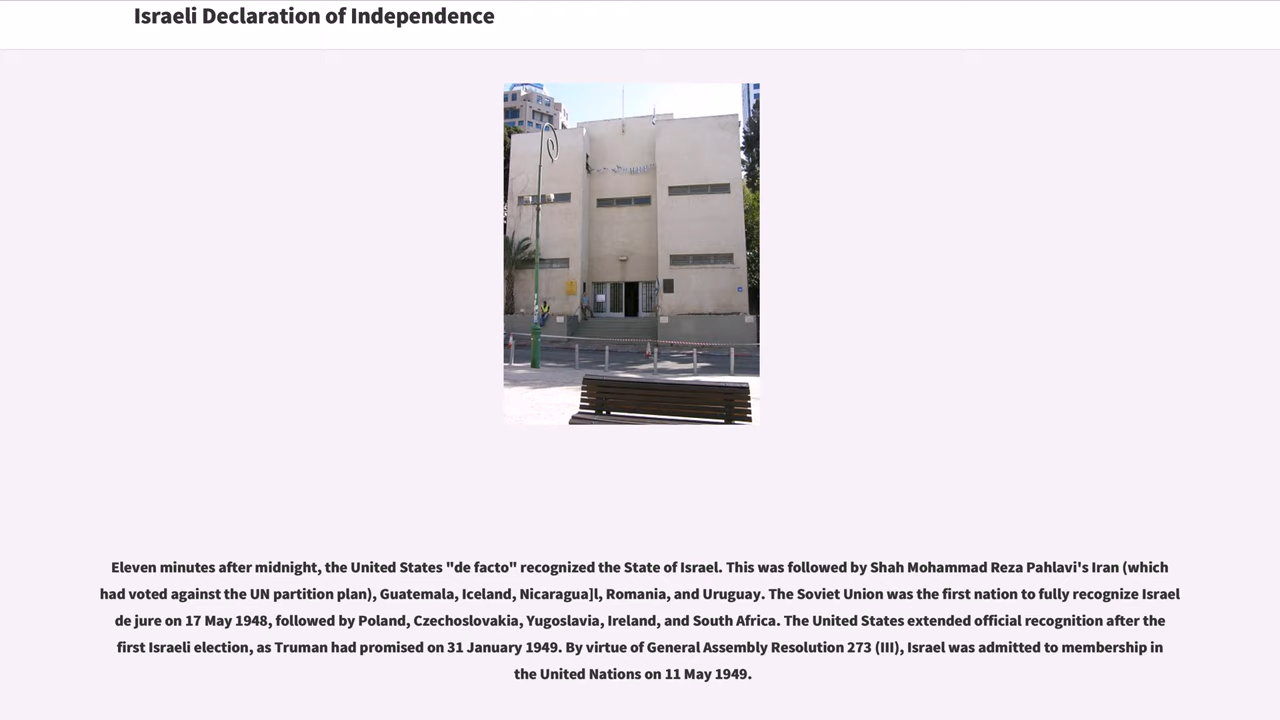 Israeli Declaration of Independence
Eleven minutes after midnight, the United States "de facto" recognized the State of Israel. This was followed by Shah Mohammad Reza Pahlavi's Iran (which
had voted against the UN partition plan), Guatemala, Iceland, Nicaragua]l, Romania, and Uruguay. The Soviet Union was the first nation to fully recognize Israel
de jure on 17 May 1948, followed by Poland, Czechoslovakia, Yugoslavia, Ireland, and South Africa. The United States extended official recognition after the
first Israeli election, as Truman had promised on 31 January 1949. By virtue of General Assembly Resolution 273 (III), Israel was admitted to membership in
the United Nations on 11 May 1949.